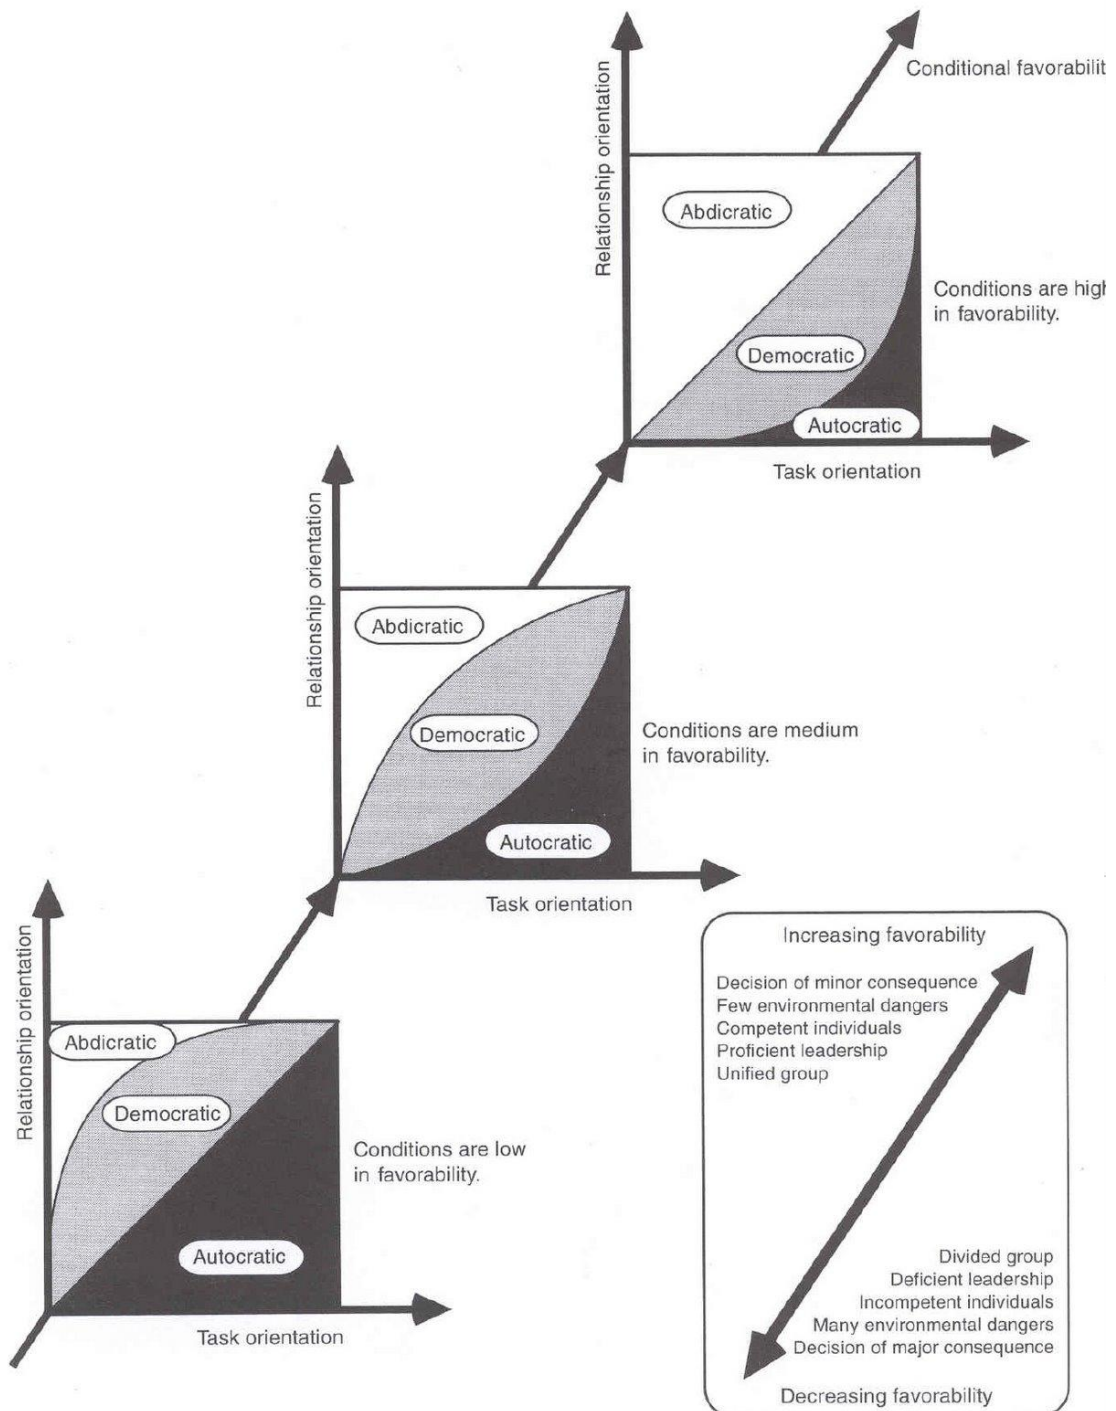 Conditional favorabilit
Relationship orientation
Abdicratic
Conditions are high
in favorability.
Democratic
Autocratic
Task orientation
Relationship orientation
Abdicratic
Democratic
Conditions are medium
in favorability.
Autocratic
Task orientation
Relationship orientation
Abdicratic
Democratic
Conditions are low
in favorability.
Autocratic
Task orientation
Increasing favorability
Decision of minor consequence
Few environmental dangers
Competent individuals
Proficient leadership
Unified group
Divided group
Deficient leadership
Incompetent individuals
Many environmental dangers
Decision of major consequence
Decreasing favorability